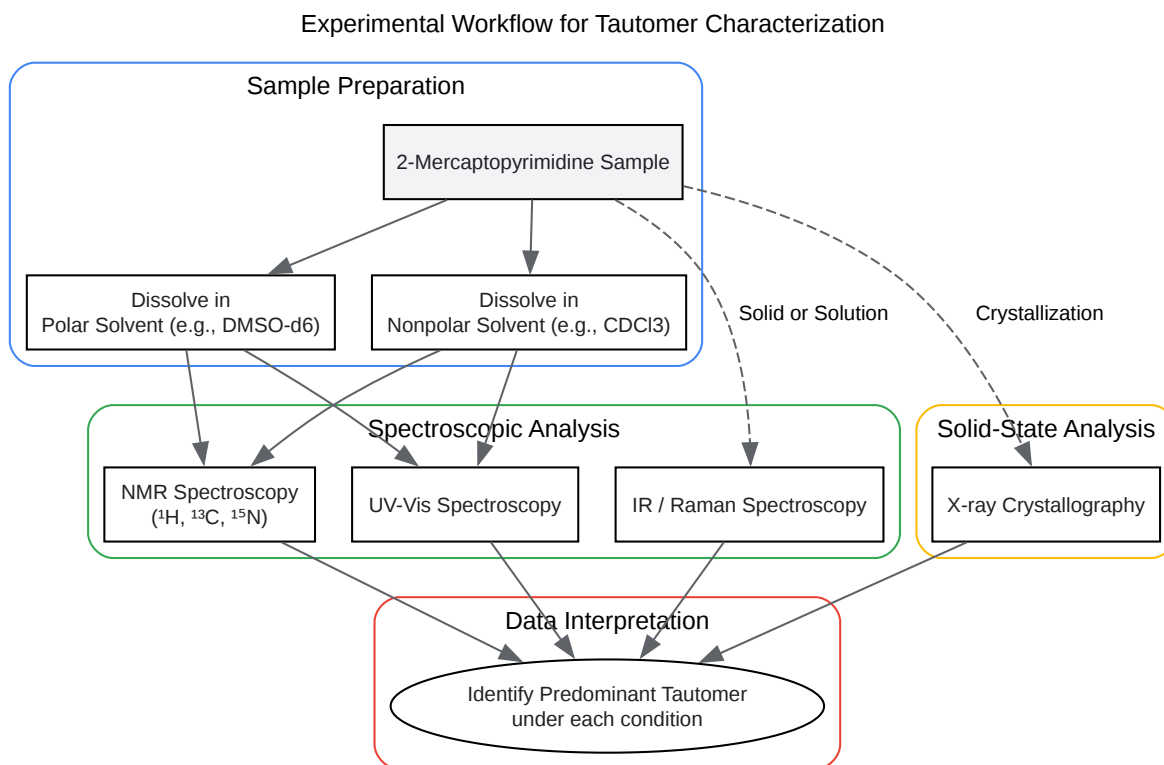 Experimental Workflow for Tautomer Characterization
Sample Preparation
2-Mercaptopyrimidine Sample
Dissolve in
Polar Solvent (e.g., DMSO-d6)
Dissolve in
Nonpolar Solvent (e.g., CDCl3)
Solid or Solution
Crystallization
Spectroscopic Analysis
Solid-State Analysis
NMR Spectroscopy
(¹H, ¹³C, ¹⁵N)
UV-Vis Spectroscopy
IR / Raman Spectroscopy
X-ray Crystallography
Data Interpretation
Identify Predominant Tautomer
under each condition